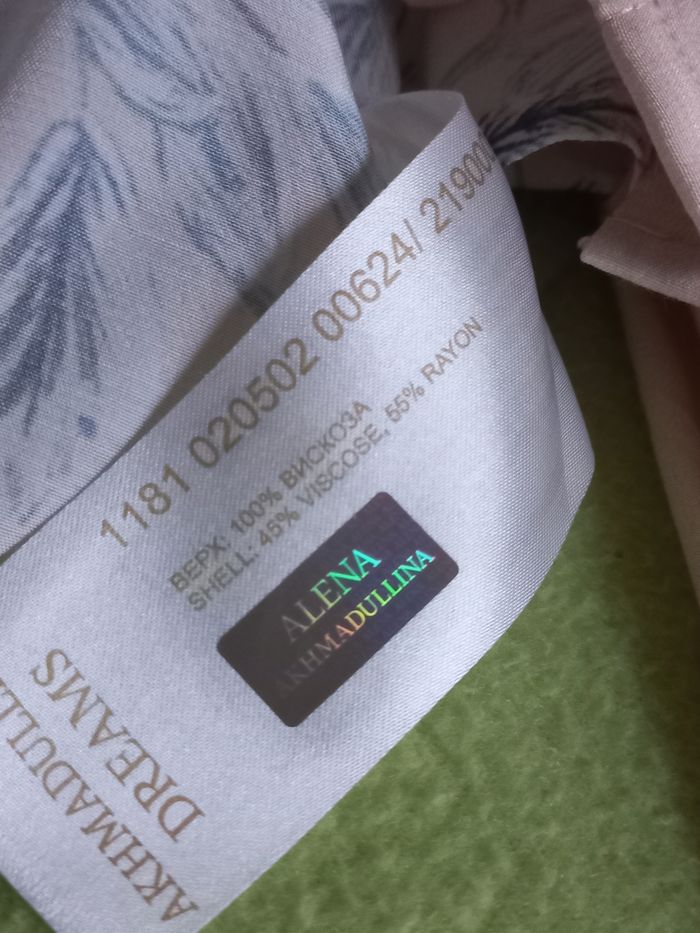 1181 020502 00624/ 21900
ВЕРХ: 100% ВИСКОЗА
SHELL: 45% VISCOSE, 55% RAYON
ALENA
AKHMADULLINA
DREAMS